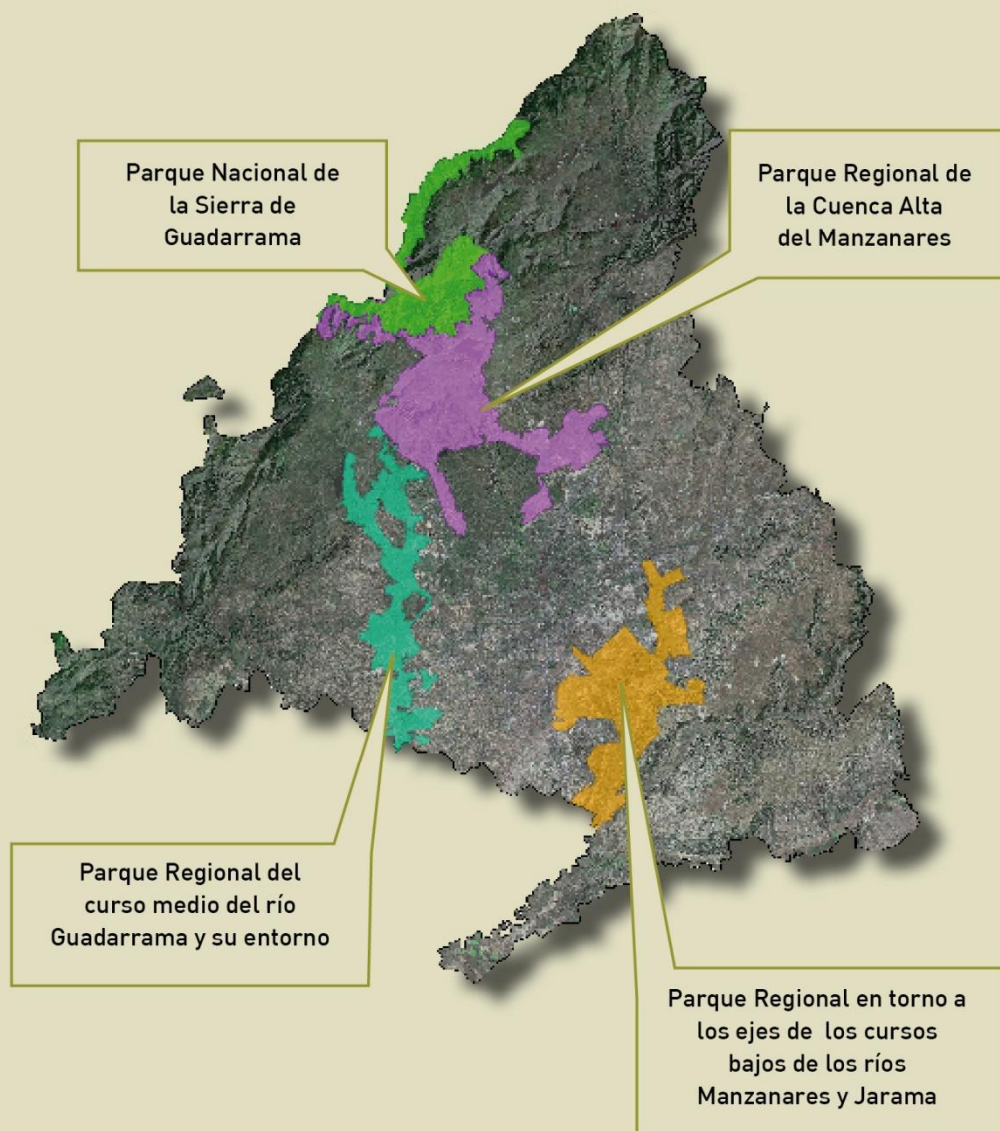 Parque Nacional de
la Sierra de
Guadarrama
Parque Regional de
la Cuenca Alta
del Manzanares
Parque Regional del
curso medio del río
Guadarrama y su entorno
Parque Regional en torno a
los ejes de los cursos
bajos de los ríos
Manzanares y Jarama